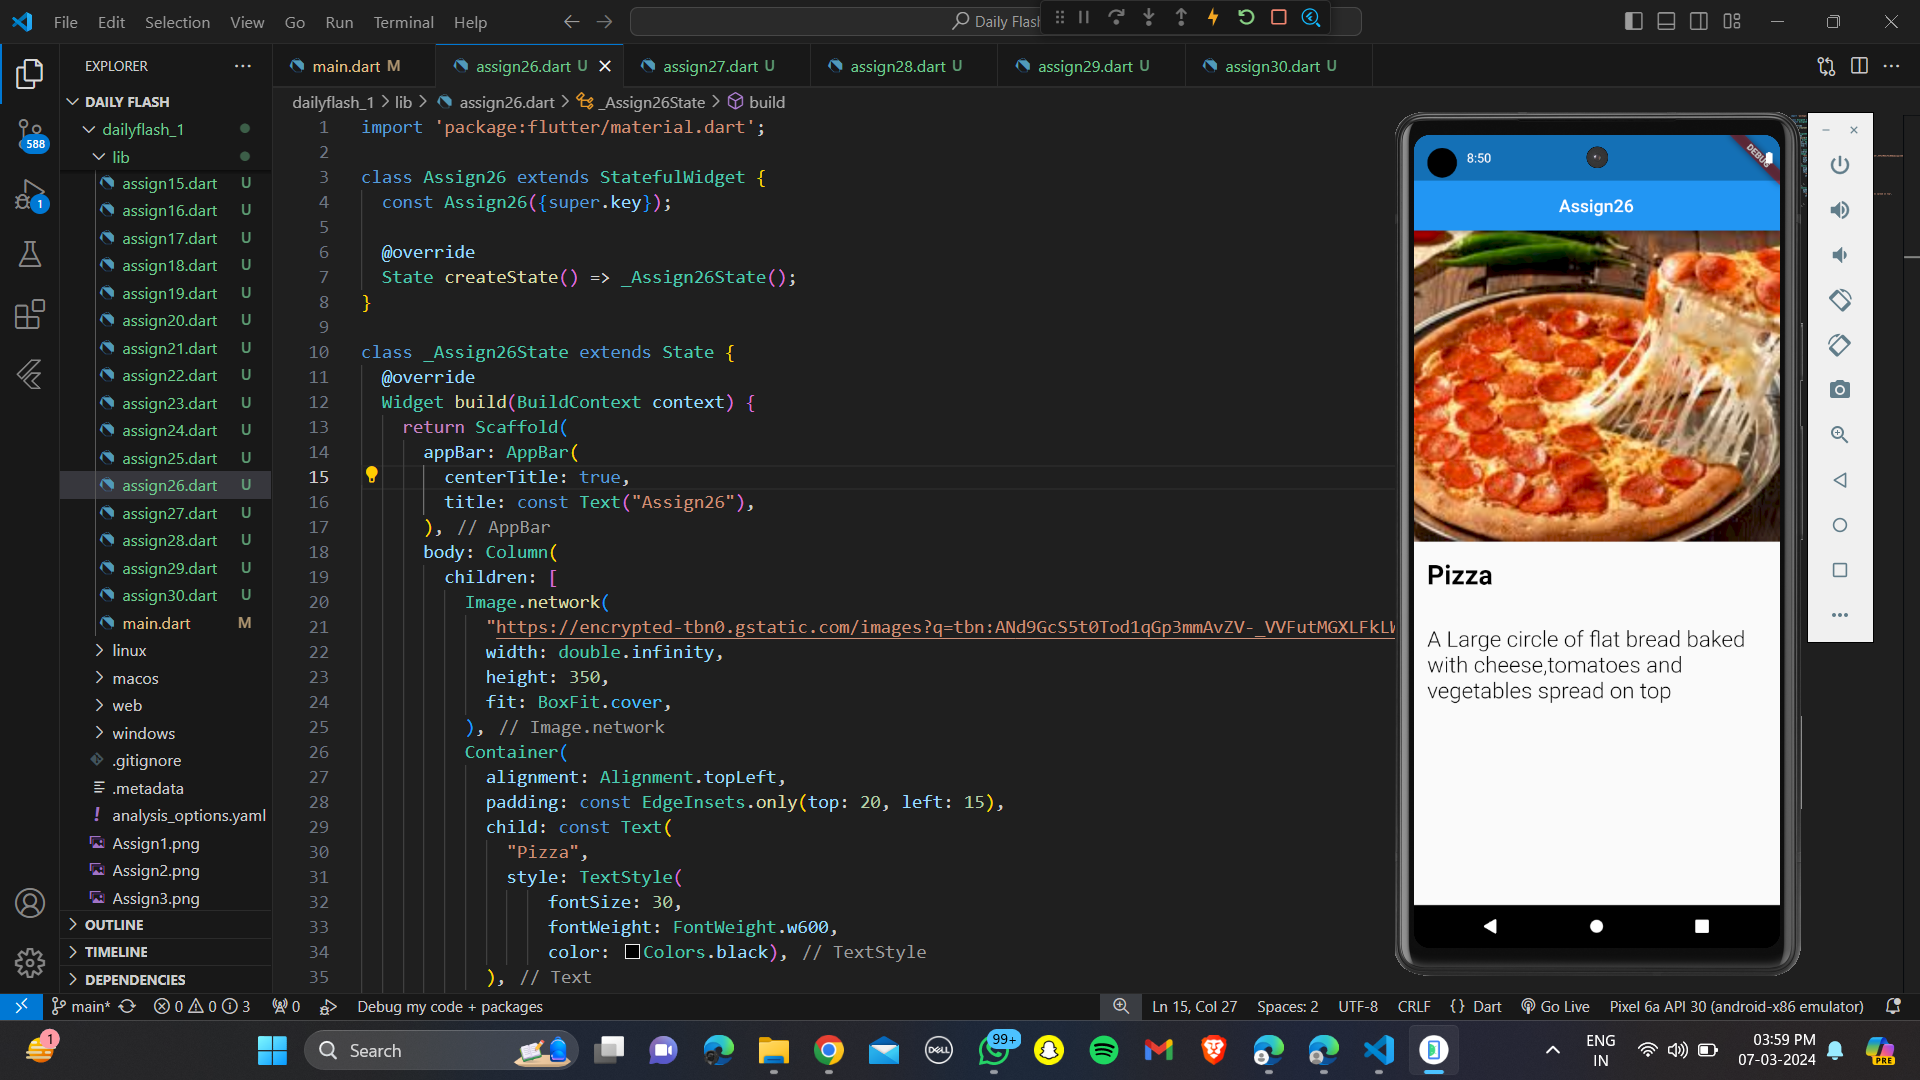 File Edit Selection View Go Run Terminal Help
Daily Flash
EXPLORER
DAILY FLASH
dailyflash_1
lib
assign15.dart U
assign16.dart U
assign17.dart U
assign18.dart U
assign19.dart U
assign20.dart U
assign21.dart U
assign22.dart U
assign23.dart U
assign24.dart U
assign25.dart U
assign26.dart U
assign27.dart U
assign28.dart U
assign29.dart U
assign30.dart U
main.dart M
linux
macos
web
windows
.gitignore
.metadata
! analysis_options.yaml
Assign1.png
Assign2.png
Assign3.png
OUTLINE
TIMELINE
DEPENDENCIES
588
1
main.dart M assign26.dart U assign27.dart U assign28.dart U assign29.dart U assign30.dart U
dailyflash_1 > lib > assign26.dart > _Assign26State > build
1 import 'package:flutter/material.dart';
2
3 class Assign26 extends StatefulWidget {
4 const Assign26({super.key});
5
6 @override
7 State createState() => _Assign26State();
8 }
9
10 class _Assign26State extends State {
11 @override
12 Widget build(BuildContext context) {
13 return Scaffold(
14 appBar: AppBar(
15 centerTitle: true,
16 title: const Text("Assign26"),
17 ), // AppBar
18 body: Column(
19 children: [
20 Image.network(
21 "https://encrypted-tbn0.gstatic.com/images?q=tbn:ANd9GcS5t0Tod1qGp3mmAvZV-_VVFutMGXLFkLW
22 width: double.infinity,
23 height: 350,
24 fit: BoxFit.cover,
25 ), // Image.network
26 Container(
27 alignment: Alignment.topLeft,
28 padding: const EdgeInsets.only(top: 20, left: 15),
29 child: const Text(
30 "Pizza",
31 style: TextStyle(
32 fontSize: 30,
33 fontWeight: FontWeight.w600,
34 color: Colors.black), // TextStyle
35 ), // Text
8:50
DEBUG
Assign26
Pizza
A Large circle of flat bread baked
with cheese,tomatoes and
vegetables spread on top
main* 0 0 3 0 Debug my code + packages Ln 15, Col 27 Spaces: 2 UTF-8 CRLF {} Dart Go Live Pixel 6a API 30 (android-x86 emulator)
1
Search
DELL
99+
ENG
IN
03:59 PM
07-03-2024
PRE